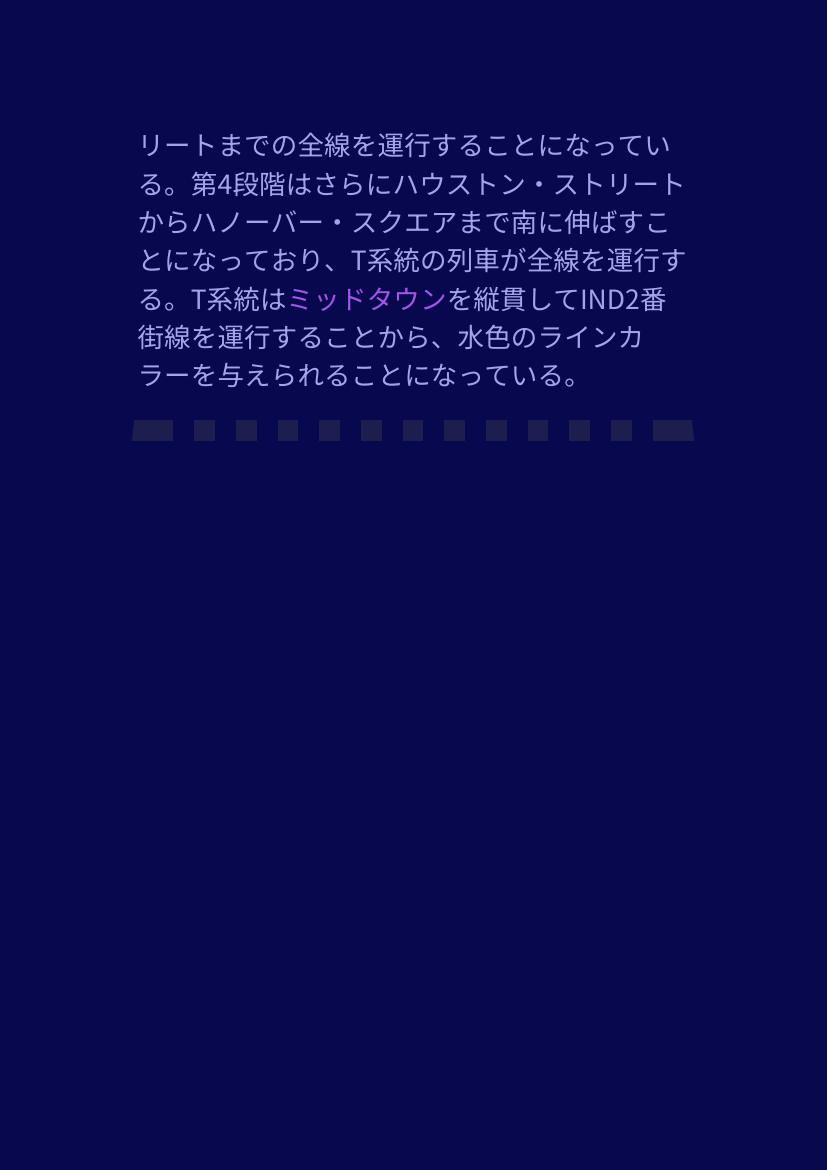 リートまでの全線を運行することになってい
る。第4段階はさらにハウストン・ストリート
からハノーバー・スクエアまで南に伸ばすこ
とになっており、T系統の列車が全線を運行す
る。T系統はミッドタウンを縦貫してIND2番
街線を運行することから、水色のラインカ
ラーを与えられることになっている。